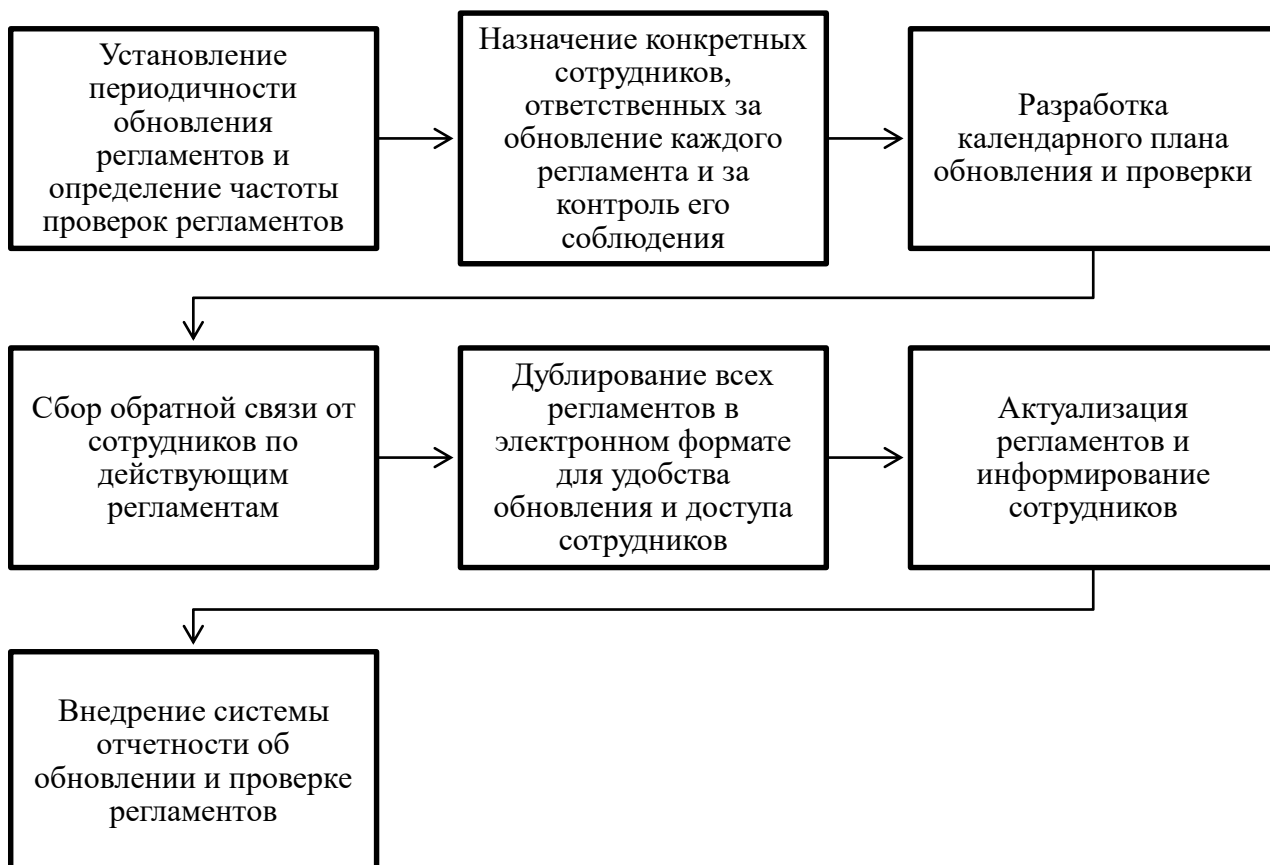 Установление
периодичности
обновления
регламентов и
определение частоты
проверок регламентов
Назначение конкретных
сотрудников,
ответственных за
обновление каждого
регламента и за
контроль его
соблюдения
Разработка
календарного плана
обновления и проверки
Сбор обратной связи от
сотрудников по
действующим
регламентам
Дублирование всех
регламентов в
электронном формате
для удобства
обновления и доступа
сотрудников
Актуализация
регламентов и
информирование
сотрудников
Внедрение системы
отчетности об
обновлении и проверке
регламентов